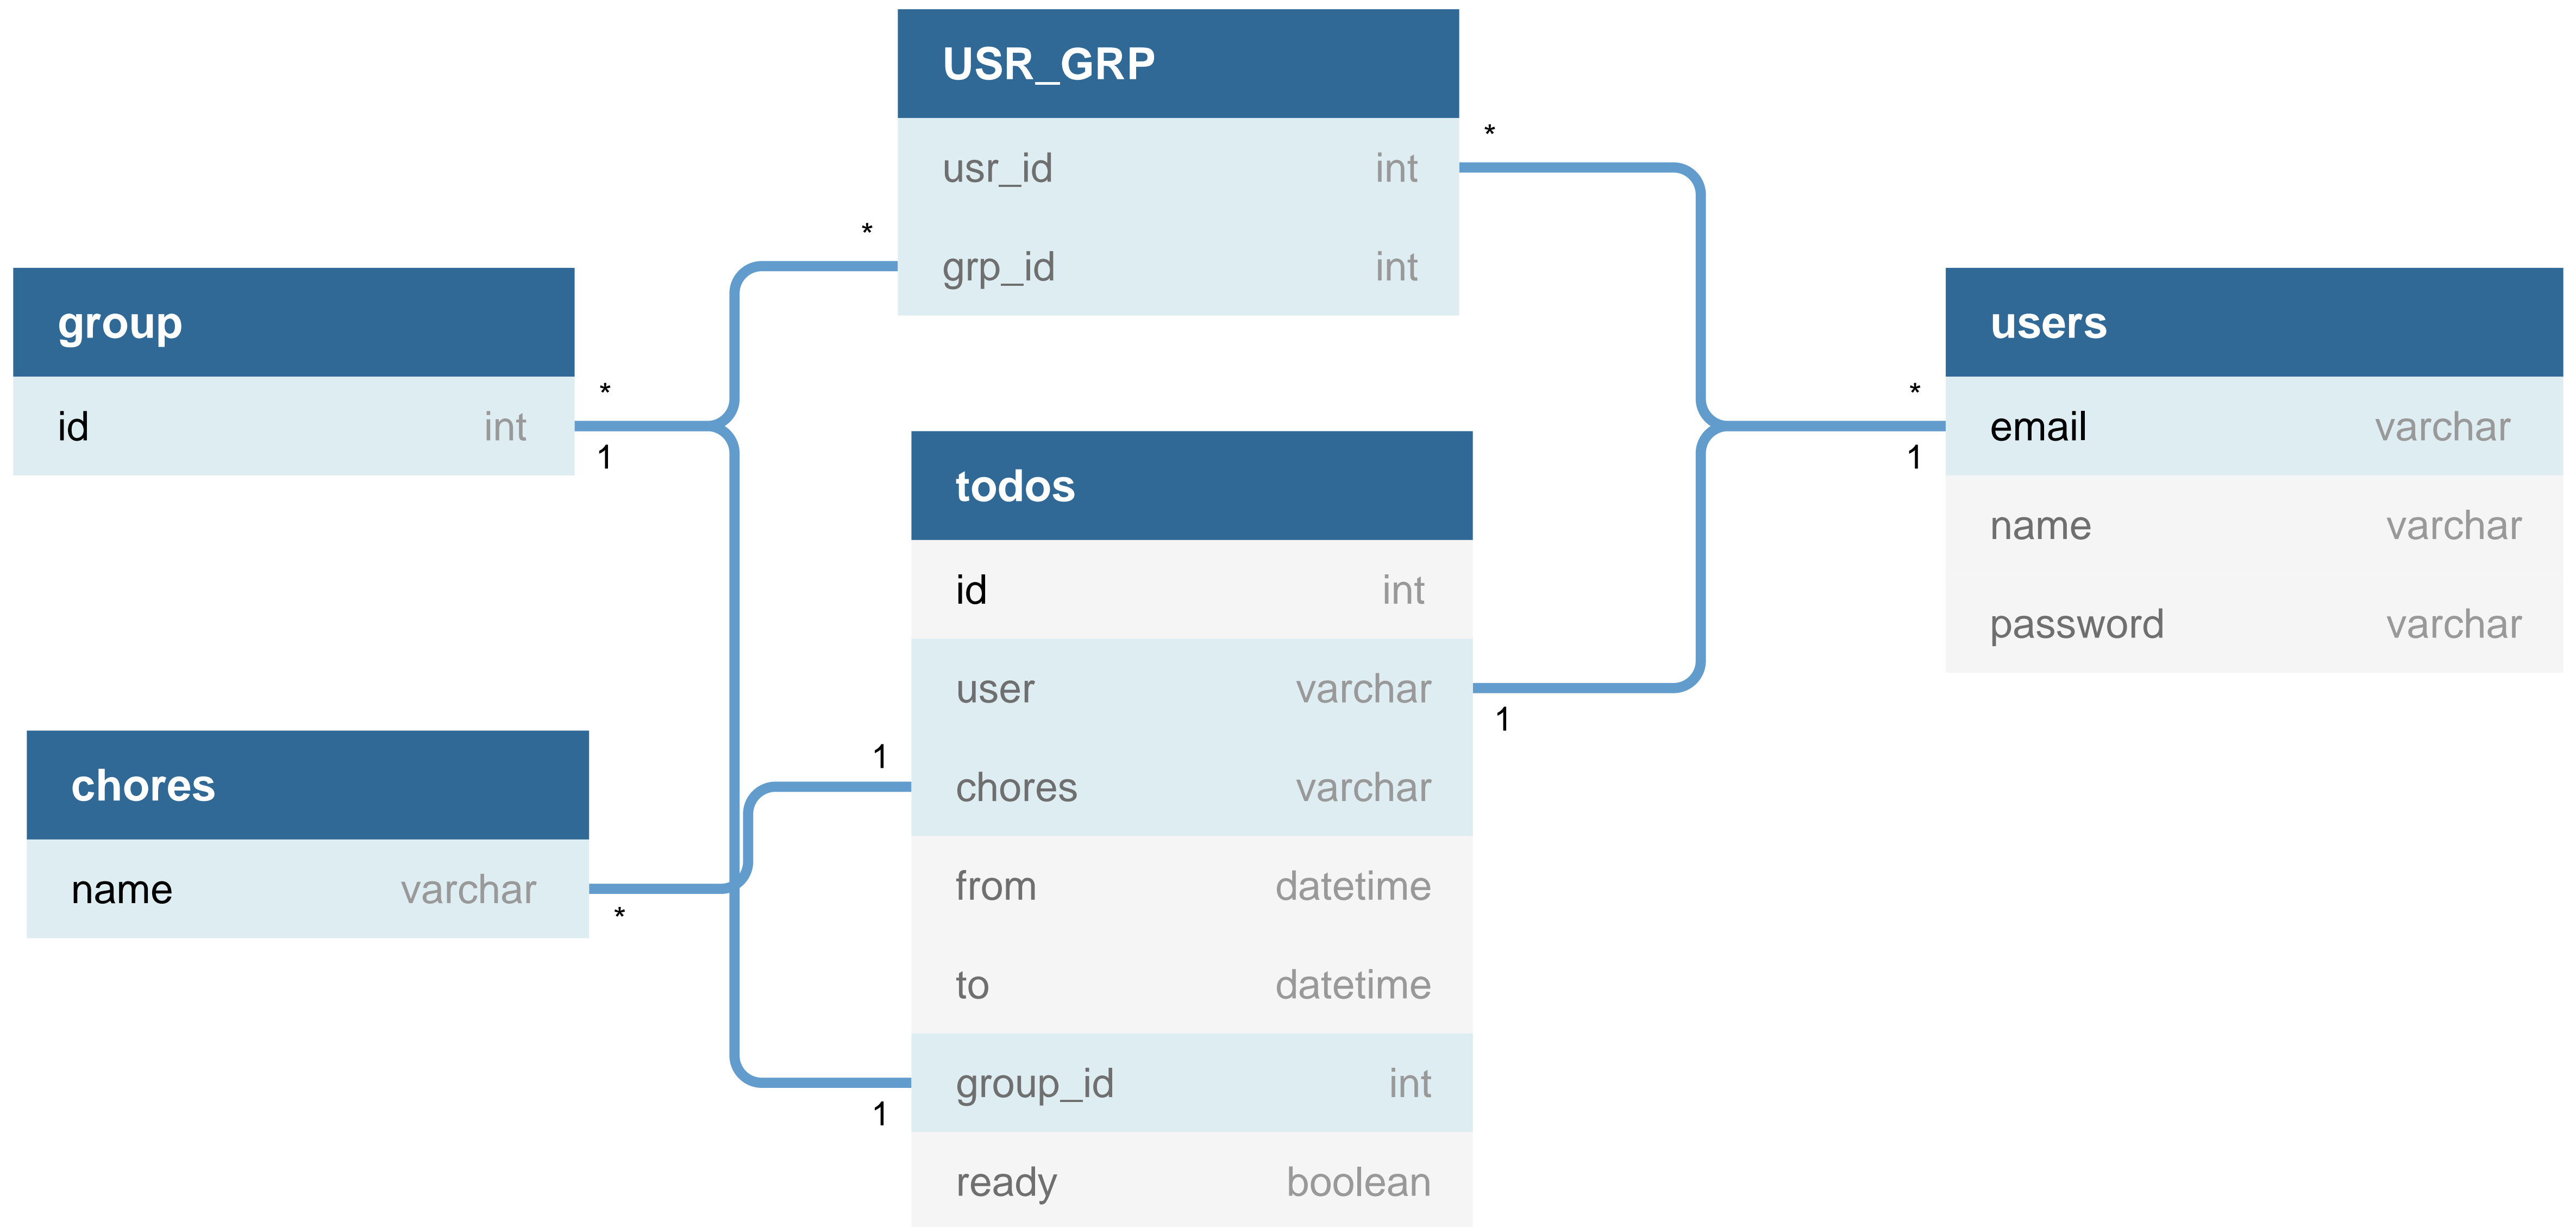 USR_GRP
usr_id int
grp_id int
*
*
group
id int
*
1
users
email varchar
name varchar
password varchar
*
1
todos
id int
user varchar
chores varchar
from datetime
to datetime
group_id int
ready boolean
1
1
1
chores
name varchar
*